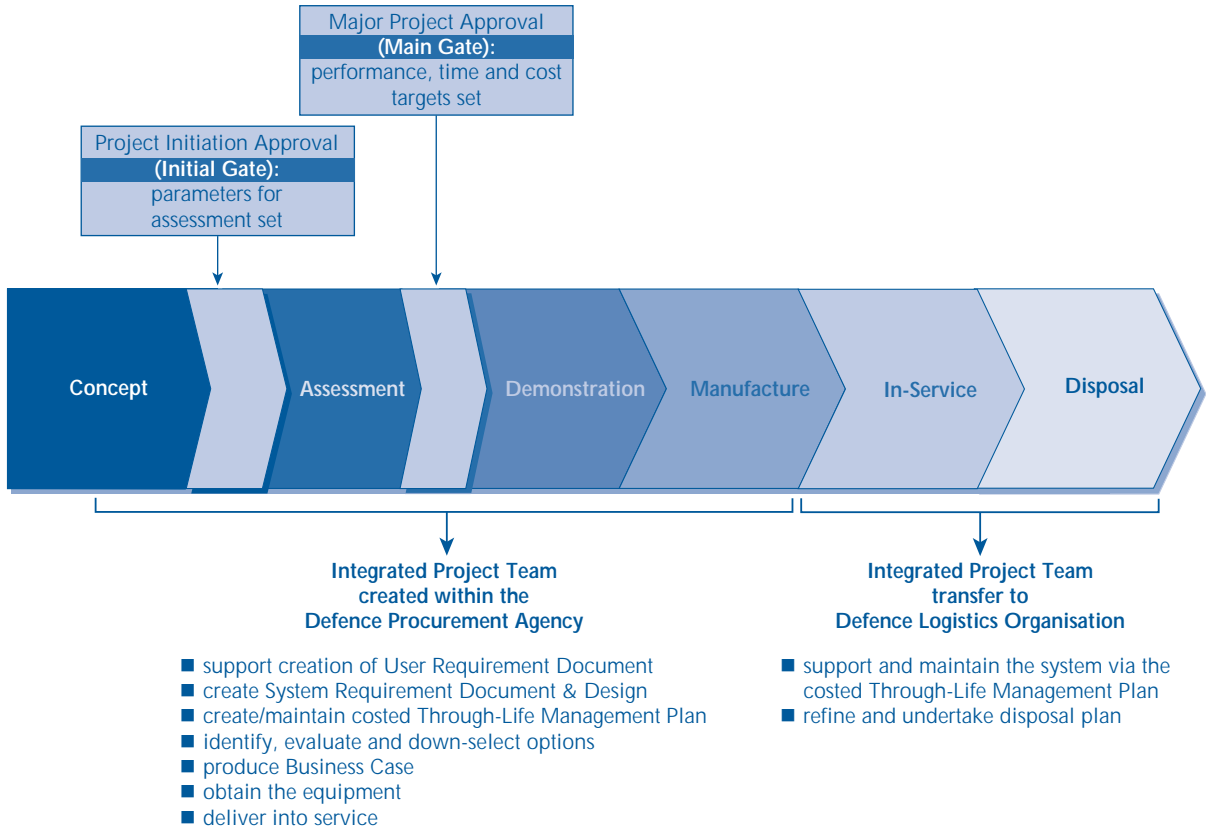 Major Project Approval
(Main Gate):
performance, time and cost
targets set
Project Initiation Approval
(Initial Gate):
parameters for
assessment set
Concept
Assessment
Demonstration
Manufacture
In-Service
Disposal
Integrated Project Team
created within the
Defence Procurement Agency
■ support creation of User Requirement Document
■ create System Requirement Document & Design
■ create/maintain costed Through-Life Management Plan
■ identify, evaluate and down-select options
■ produce Business Case
■ obtain the equipment
■ deliver into service
Integrated Project Team
transfer to
Defence Logistics Organisation
■ support and maintain the system via the
costed Through-Life Management Plan
■ refine and undertake disposal plan